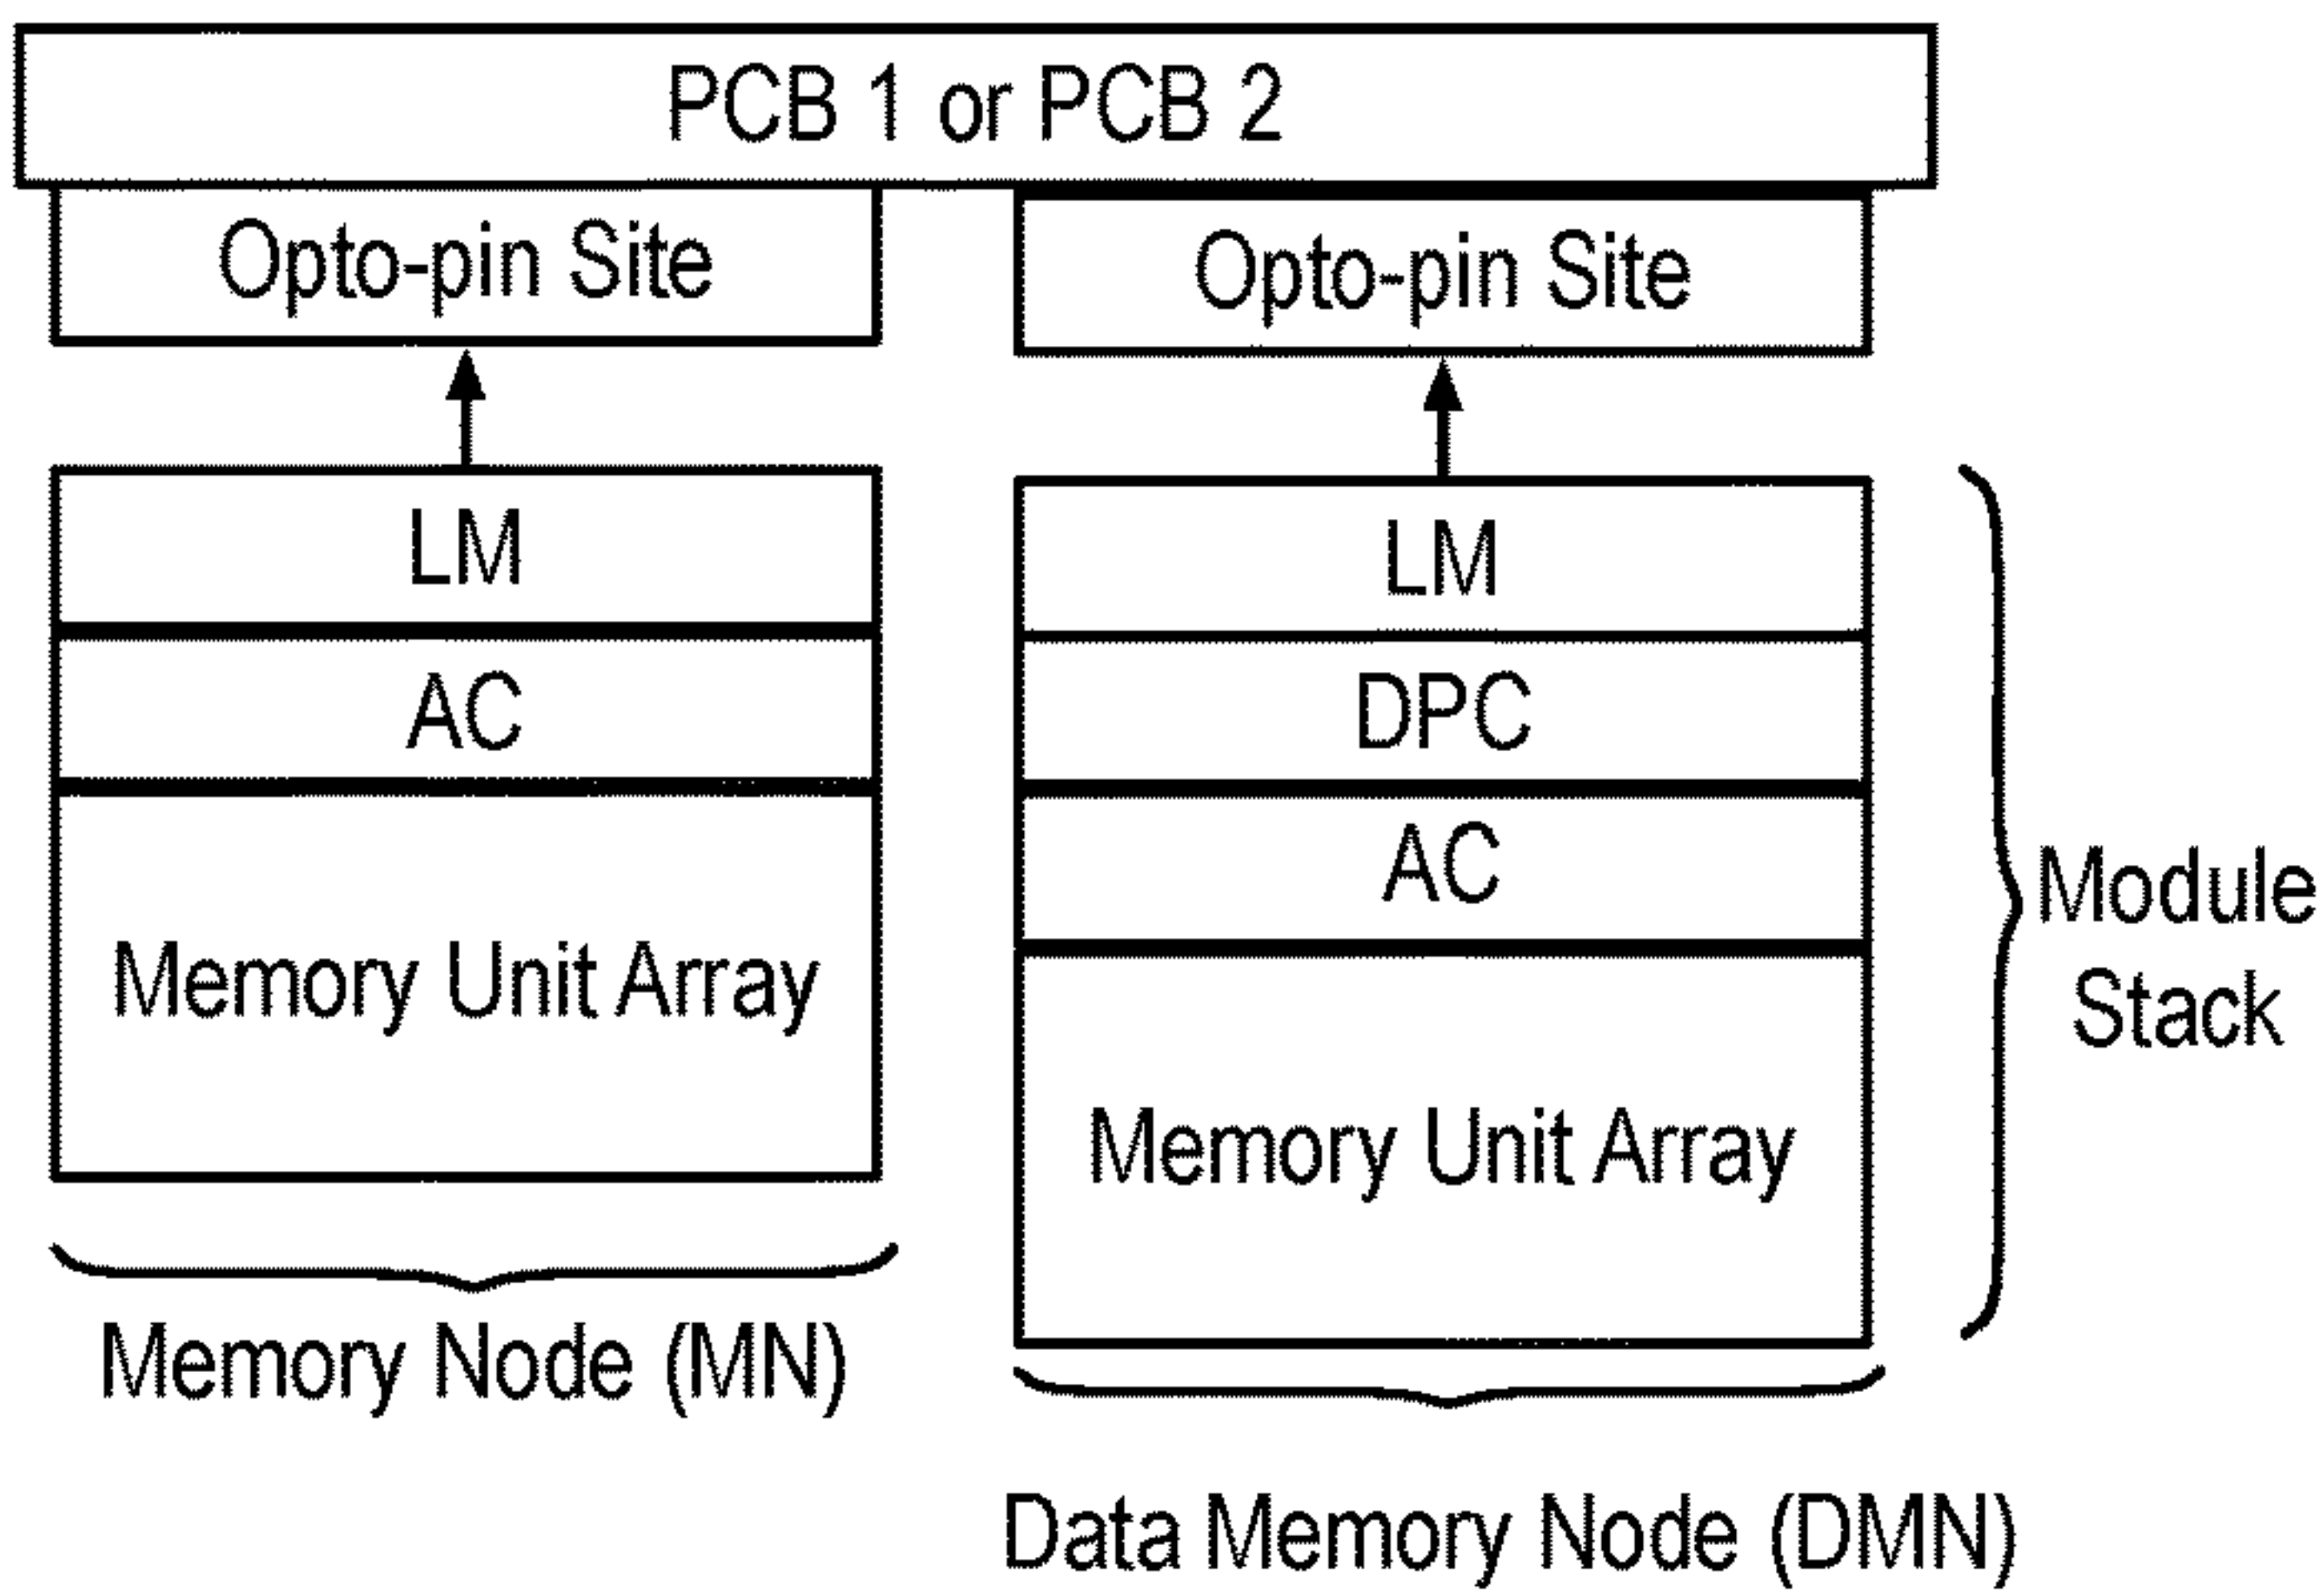 PCB 1 or PCB 2
Opto-pin Site
Opto-pin Site
LM
AC
Memory Unit Array
LM
DPC
AC
Memory Unit Array
Module
Stack
Memory Node (MN)
Data Memory Node (DMN)